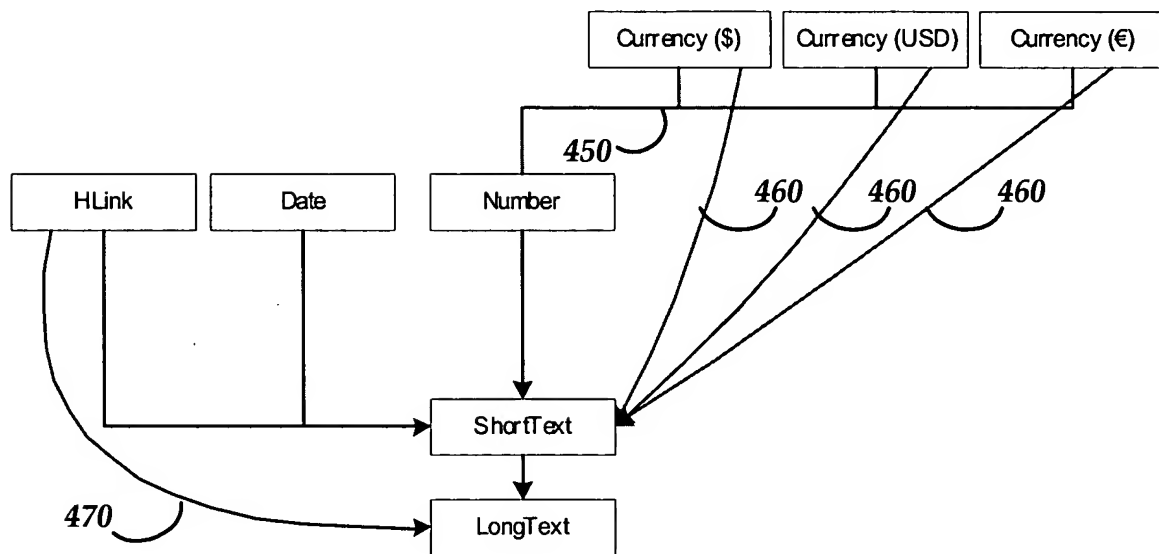 Currency ($) Currency (USD) Currency (€)
450
HLink Date Number 460 460 460
ShortText
470 LongText